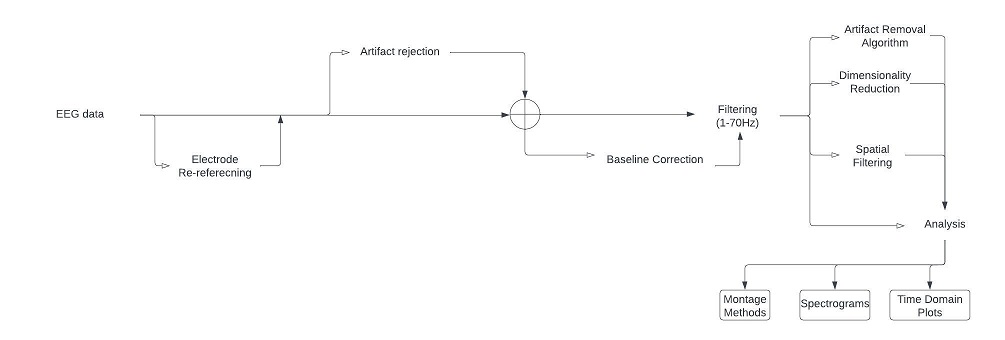 Artifact Removal
Algorithm
Artifact rejection
Dimensionality
Reduction
EEG data
Filtering
(1-70Hz)
Electrode
Re-referecning
Baseline Correction
Spatial
Filtering
Analysis
Montage
Methods
Spectrograms
Time Domain
Plots